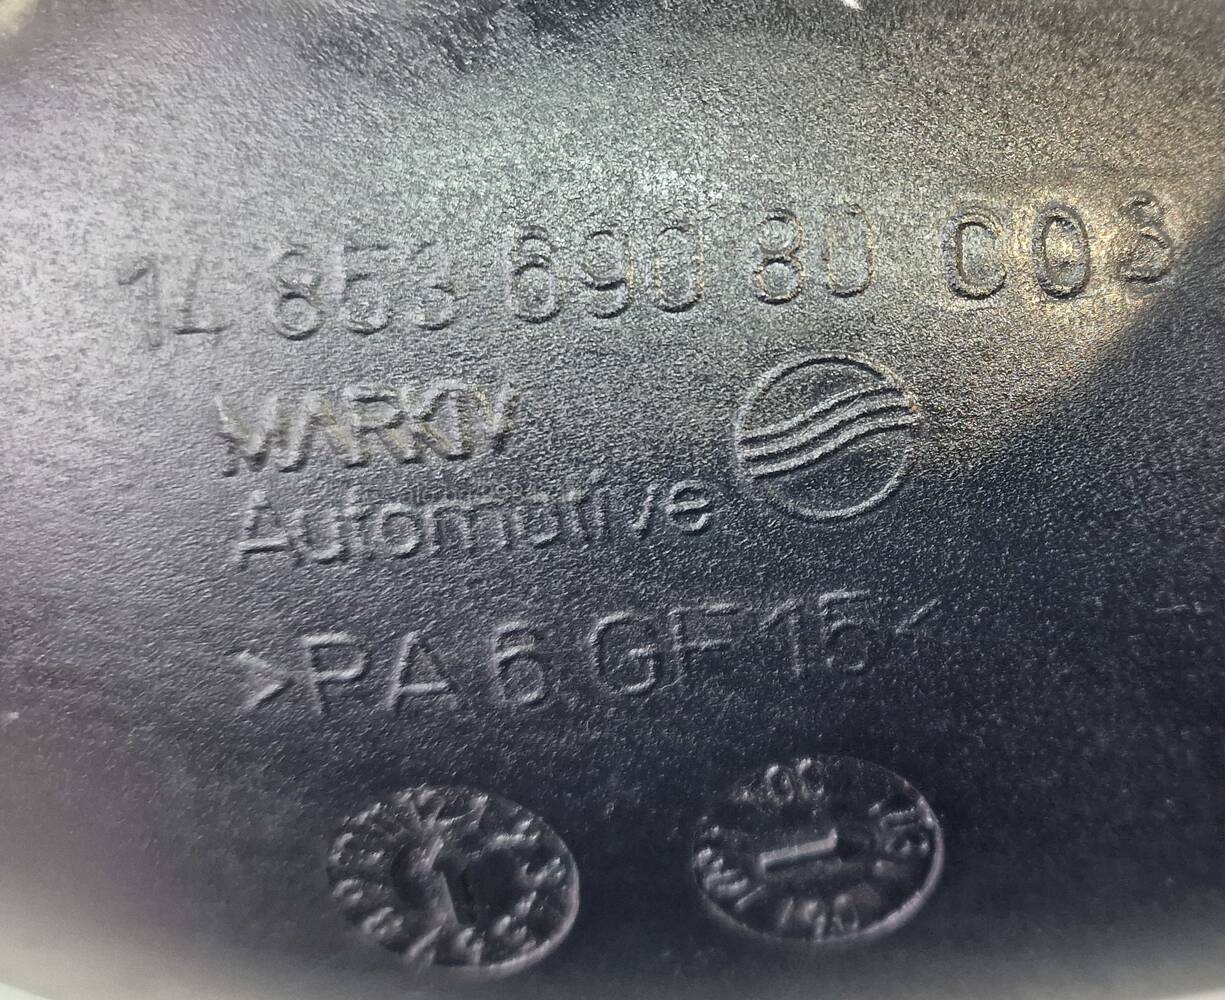 14 853 690 80 C03
MARKIV
Automotive
>PA 6 GF15<